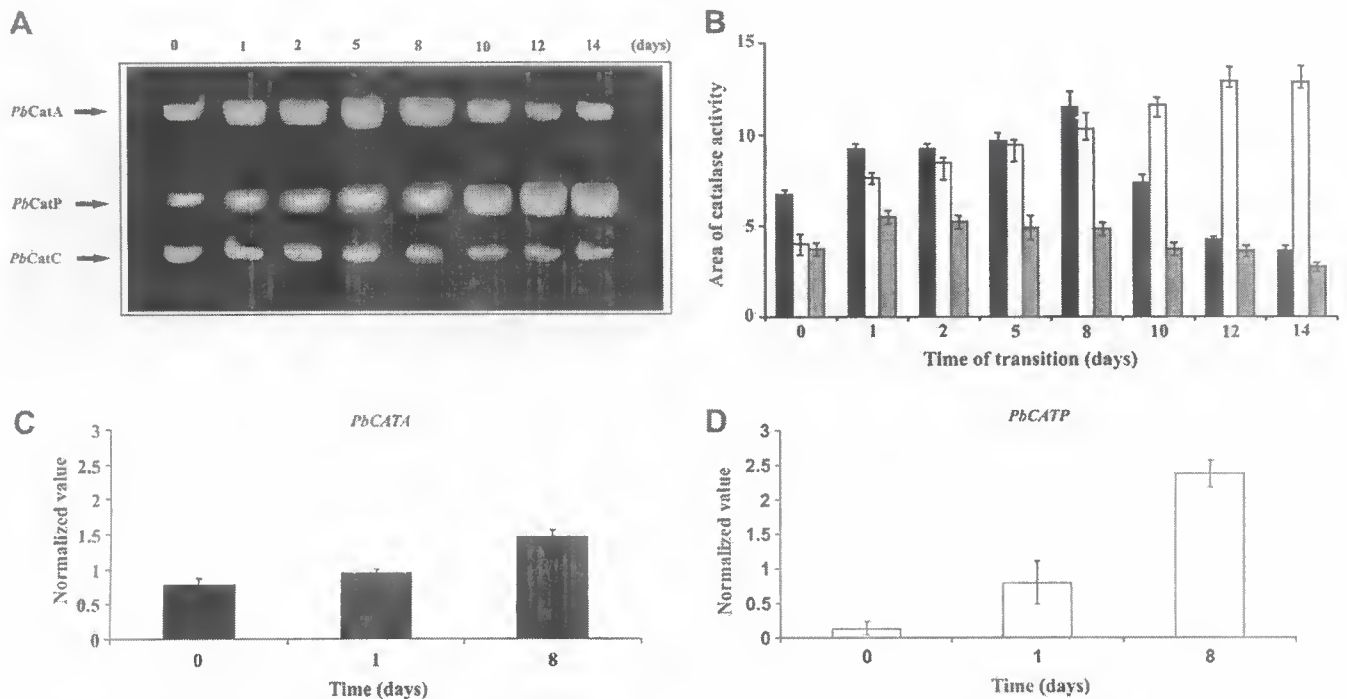 A
0 1 2 5 8 10 12 14 (days)
PbCatA
PbCatP
PbCatC
B
15
10
5
0
Area of catalase activity
0 1 2 5 8 10 12 14
Time of transition (days)
C
PbCATA
3
2.5
2
1.5
1
0.5
0
Normalized value
0 1 8
Time (days)
D
PbCATP
3
2.5
2
1.5
1
0.5
0
Normalized value
0 1 8
Time (days)